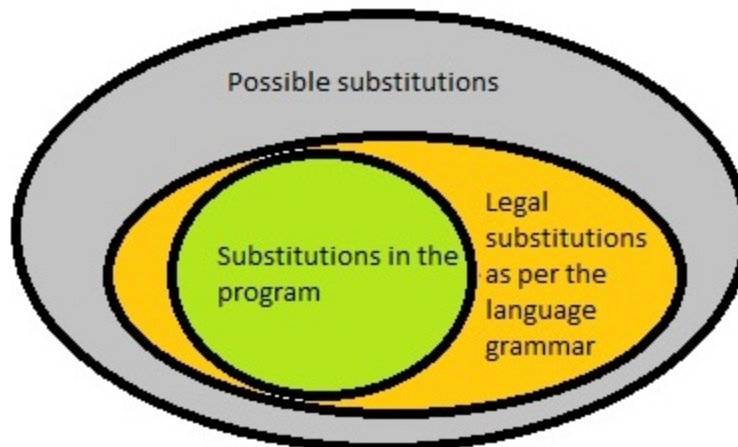 Possible substitutions
Substitutions in the
program
Legal
substitutions
as per the
language
grammar